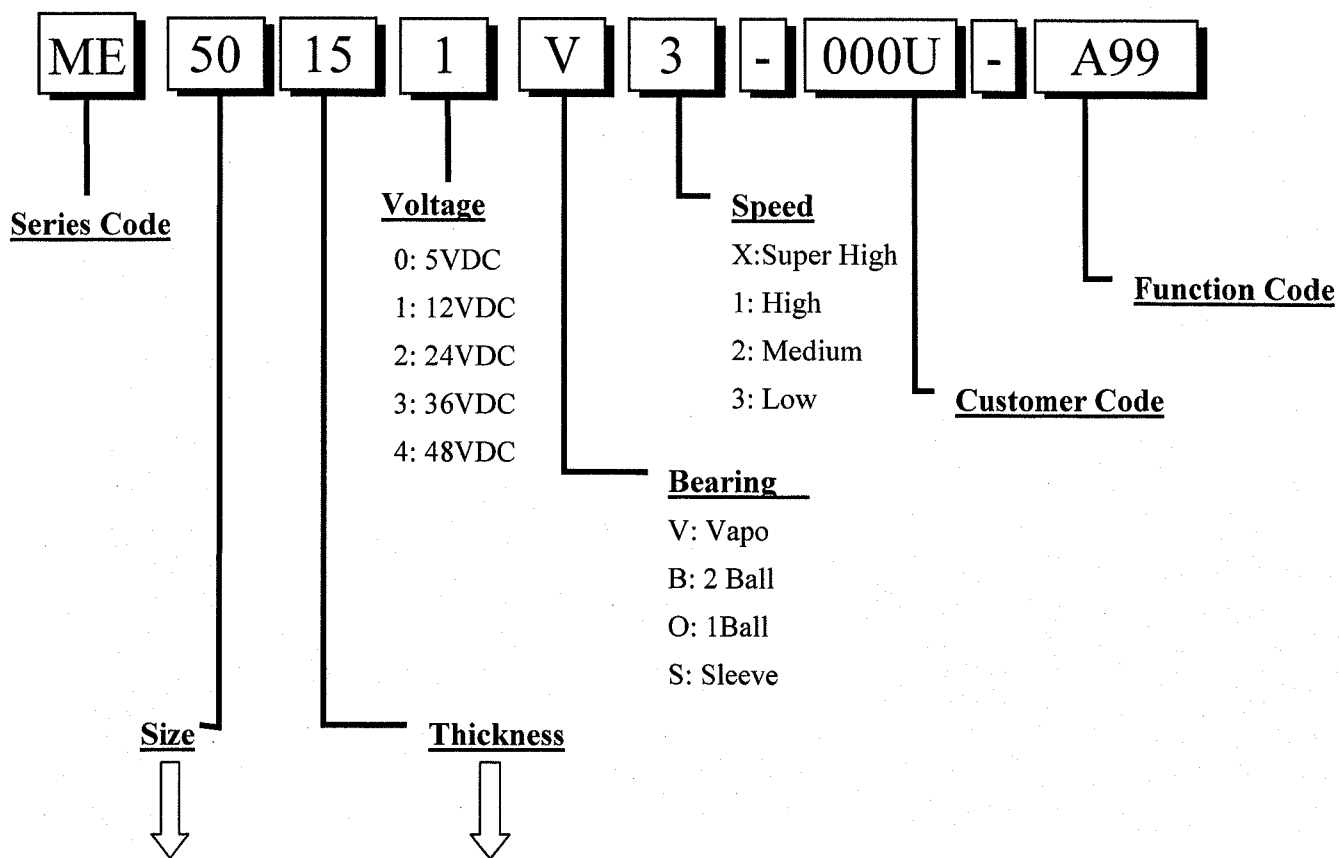 ME 50 15 1 V 3 - 000U - A99
Series Code
Voltage
0: 5VDC
1: 12VDC
2: 24VDC
3: 36VDC
4: 48VDC
Speed
X:Super High
1: High
2: Medium
3: Low
Function Code
Customer Code
Bearing
V: Vapo
B: 2 Ball
O: 1Ball
S: Sleeve
Size
Thickness